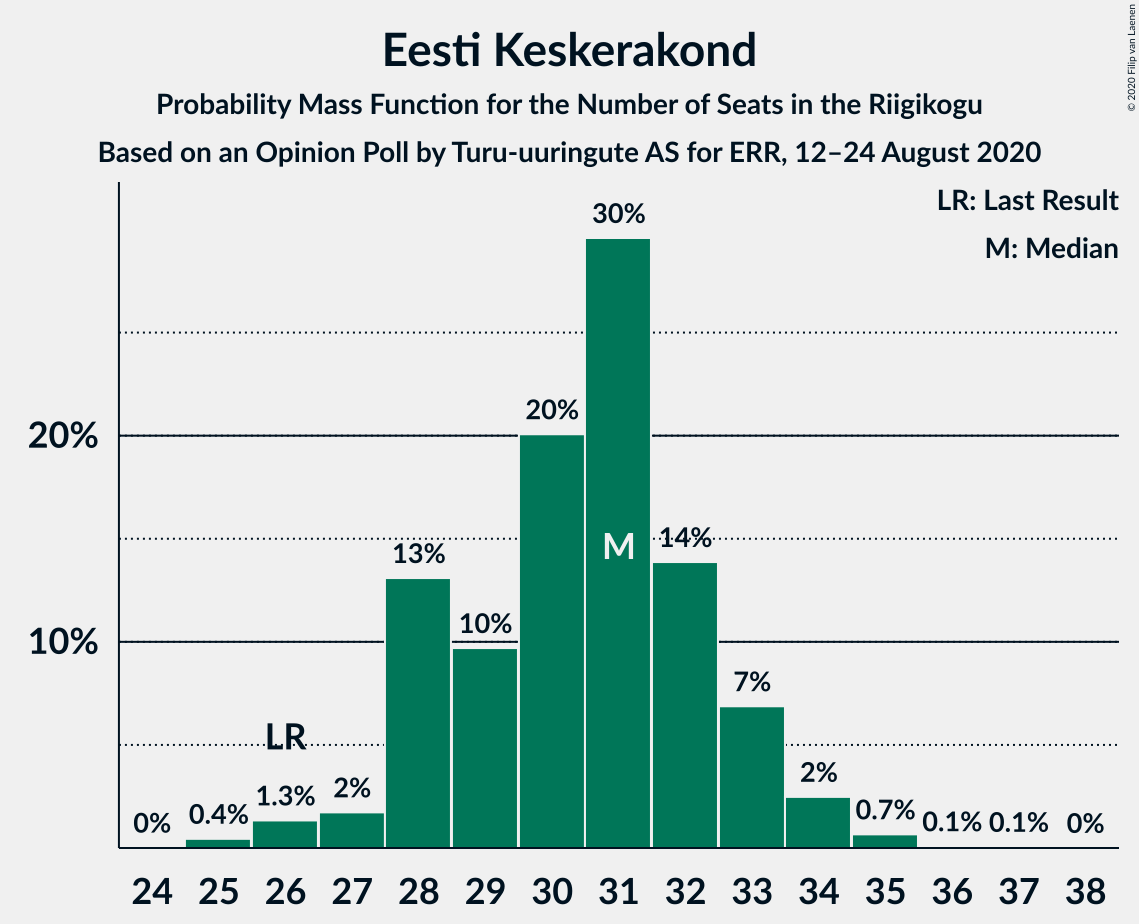 Eesti Keskerakond
Probability Mass Function for the Number of Seats in the Riigikogu
Based on an Opinion Poll by Turu-uuringute AS for ERR, 12–24 August 2020
© 2020 Filip van Laenen
LR: Last Result
M: Median
30%
20%
20%
14%
M
13%
10%
10%
7%
LR
2%
2%
1.3%
0.7%
0.4%
0%
0.1%
0.1%
0%
24 25 26 27 28 29 30 31 32 33 34 35 36 37 38